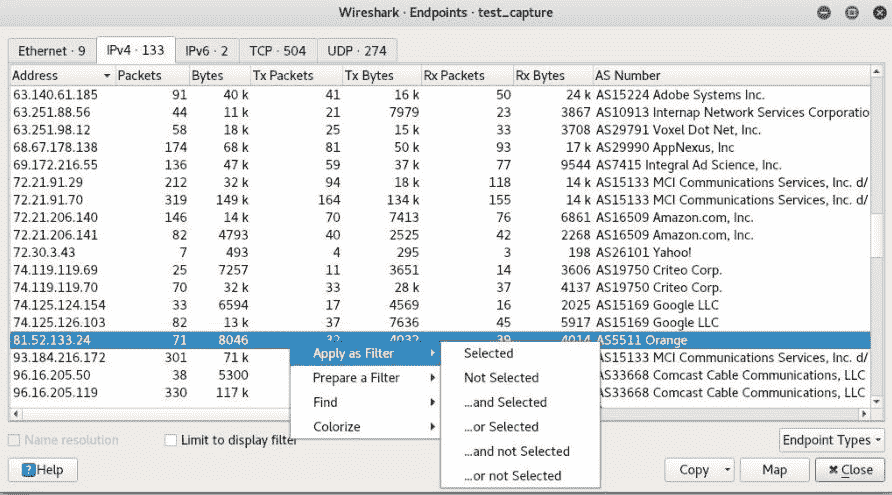 Wireshark · Endpoints · test_capture
Ethernet · 9 IPv4 · 133 IPv6 · 2 TCP · 504 UDP · 274
Address Packets Bytes Tx Packets Tx Bytes Rx Packets Rx Bytes AS Number
63.140.61.185 91 40 k 41 16 k 50 24 k AS15224 Adobe Systems Inc.
63.251.88.56 44 11 k 21 7979 23 3867 AS10913 Internap Network Services Corporatio
63.251.98.12 58 18 k 25 15 k 33 3708 AS29791 Voxel Dot Net, Inc.
68.67.178.138 174 68 k 81 50 k 93 17 k AS29990 AppNexus, Inc
69.172.216.55 136 47 k 59 37 k 77 9544 AS7415 Integral Ad Science, Inc.
72.21.91.29 212 32 k 94 18 k 118 14 k AS15133 MCI Communications Services, Inc. d/
72.21.91.70 319 149 k 164 134 k 155 14 k AS15133 MCI Communications Services, Inc. d/
72.21.206.140 146 14 k 70 7413 76 6861 AS16509 Amazon.com, Inc.
72.21.206.141 82 4793 40 2525 42 2268 AS16509 Amazon.com, Inc.
72.30.3.43 7 493 4 295 3 198 AS26101 Yahoo!
74.119.119.69 25 7257 11 3651 14 3606 AS19750 Criteo Corp.
74.119.119.70 70 32 k 33 28 k 37 4137 AS19750 Criteo Corp.
74.125.124.154 33 6594 17 4569 16 2025 AS15169 Google LLC
74.125.126.103 82 13 k 37 7636 45 5917 AS15169 Google LLC
81.52.133.24 71 8046 32 4032 39 4014 AS5511 Orange
93.184.216.172 301 71 k AS15133 MCI Communications Services, Inc. d/
96.16.205.50 38 5300 AS33668 Comcast Cable Communications, LLC
96.16.205.119 330 117 k AS33668 Comcast Cable Communications, LLC
Apply as Filter
Prepare a Filter
Find
Colorize
Selected
Not Selected
...and Selected
...or Selected
...and not Selected
...or not Selected
Name resolution Limit to display filter Endpoint Types
Help Copy Map Close